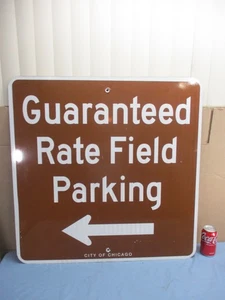 Guaranteed
Rate Field
Parking
CITY OF CHICAGO